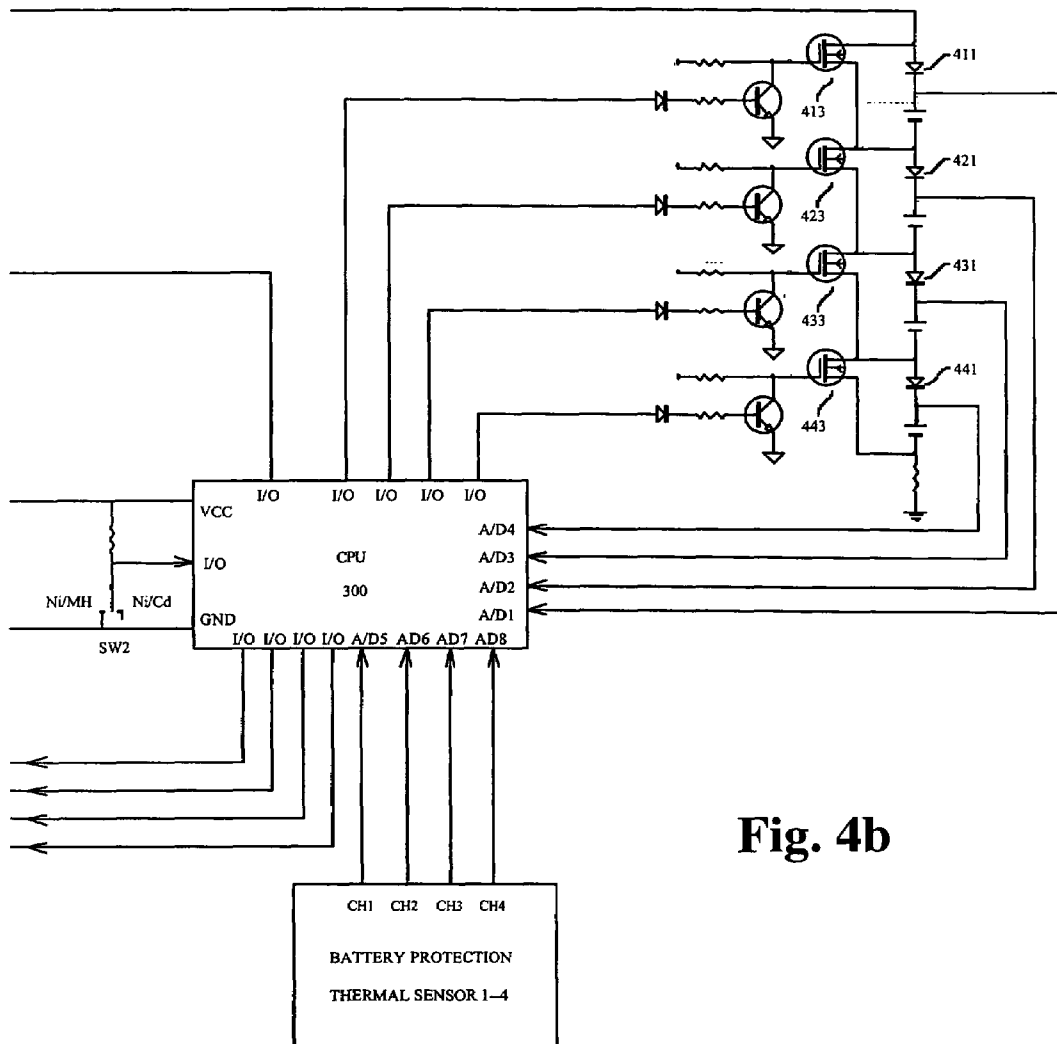 411
413
421
423
431
433
441
443
I/O I/O I/O I/O I/O
VCC
A/D4
CPU
A/D3
I/O
300
A/D2
Ni/MH Ni/Cd
GND
A/D1
SW2
I/O I/O I/O I/O A/D5 AD6 AD7 AD8
Fig. 4b
CH1 CH2 CH3 CH4
BATTERY PROTECTION
THERMAL SENSOR 1–4